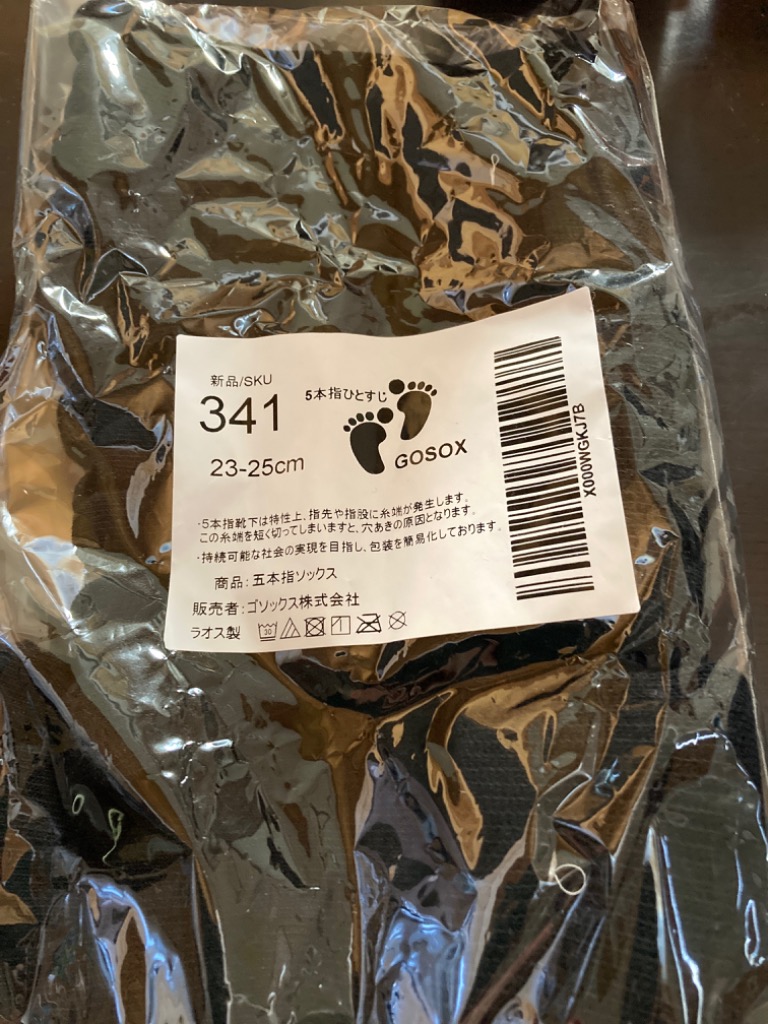 新品/SKU
341
23-25cm
5本指ひとすじ
GOSOX
・5本指靴下は特性上、指先や指設に糸端が発生します。
この糸端を短く切ってしまいますと、穴あきの原因となります。
・持続可能な社会の実現を目指し、包装を簡易化しております。
商品：五本指ソックス
販売者：ゴソックス株式会社
ラオス製
30
X000WGKJ7B